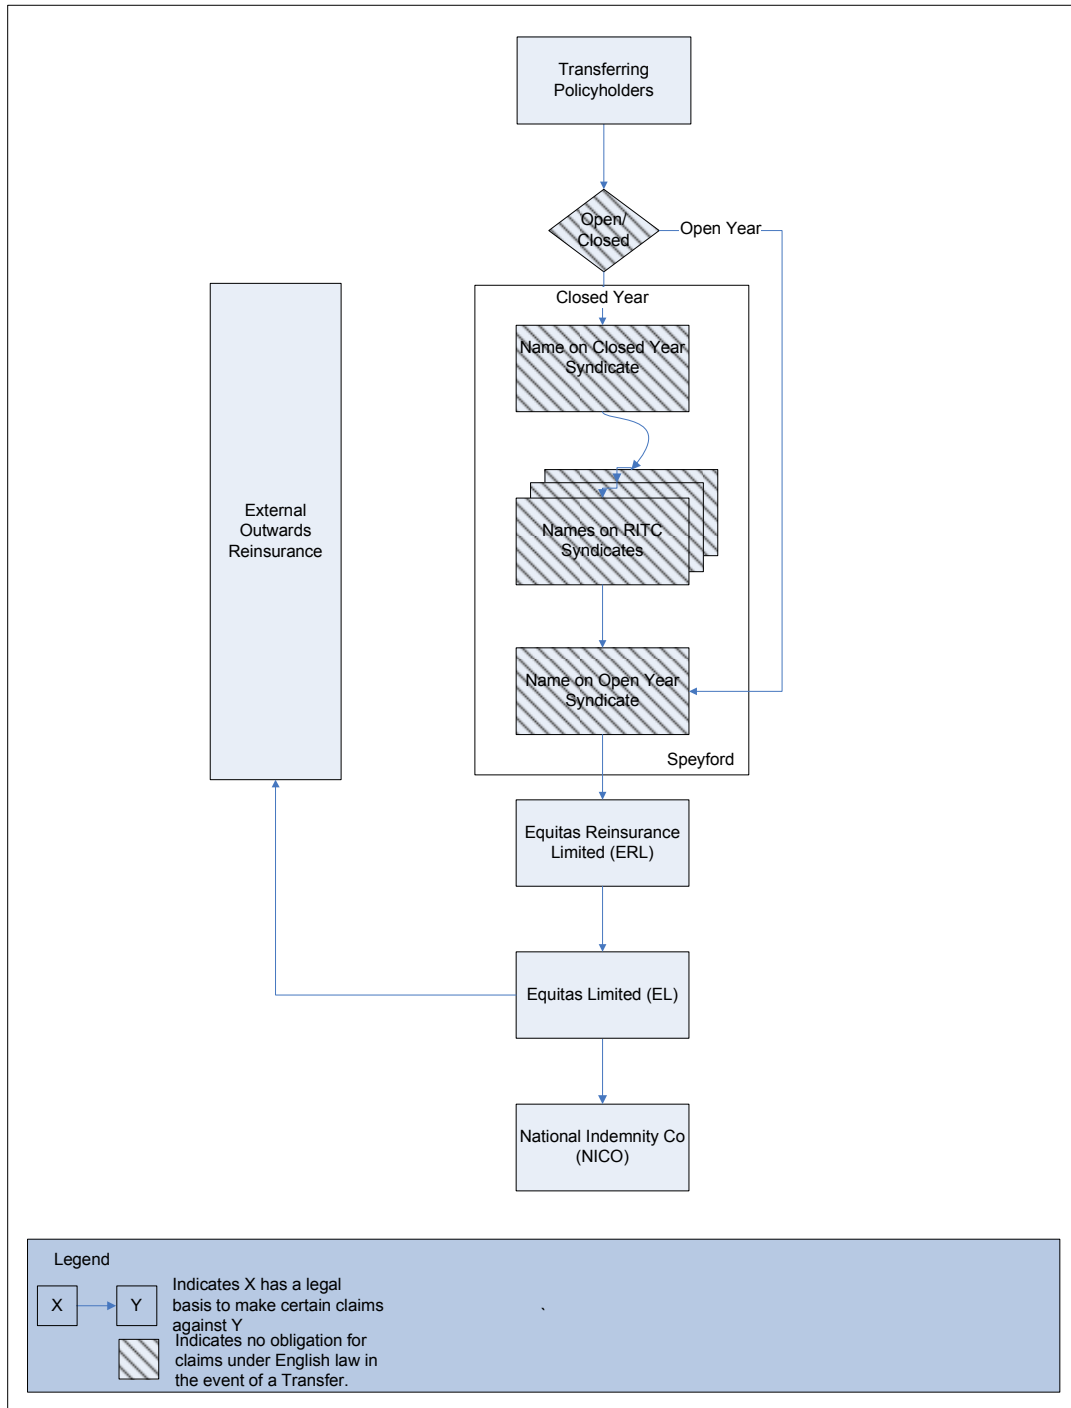 Transferring
Policyholders
Open/
Closed
Open Year
Closed Year
Name on Closed Year
Syndicate
External
Outwards
Reinsurance
Names on RITC
Syndicates
Name on Open Year
Syndicate
Speyford
Equitas Reinsurance
Limited (ERL)
Equitas Limited (EL)
National Indemnity Co
(NICO)
Legend
X
Y
Indicates X has a legal
basis to make certain claims
against Y
Indicates no obligation for
claims under English law in
the event of a Transfer.